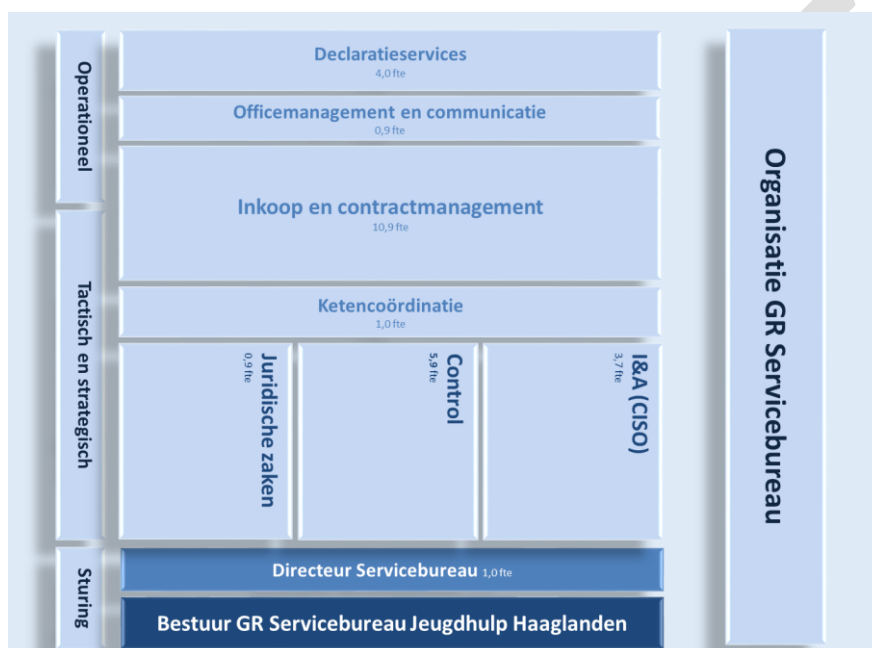 Operationeel
Declaratieservices
4,0 fte
Officemanagement en communicatie
0,9 fte
Inkoop en contractmanagement
10,9 fte
Tactisch en strategisch
Ketencoördinatie
1,0 fte
Juridische zaken
0,9 fte
Control
5,9 fte
I&A (CISO)
3,7 fte
Sturing
Directeur Servicebureau 1,0 fte
Bestuur GR Servicebureau Jeugdhulp Haaglanden
Organisatie GR Servicebureau